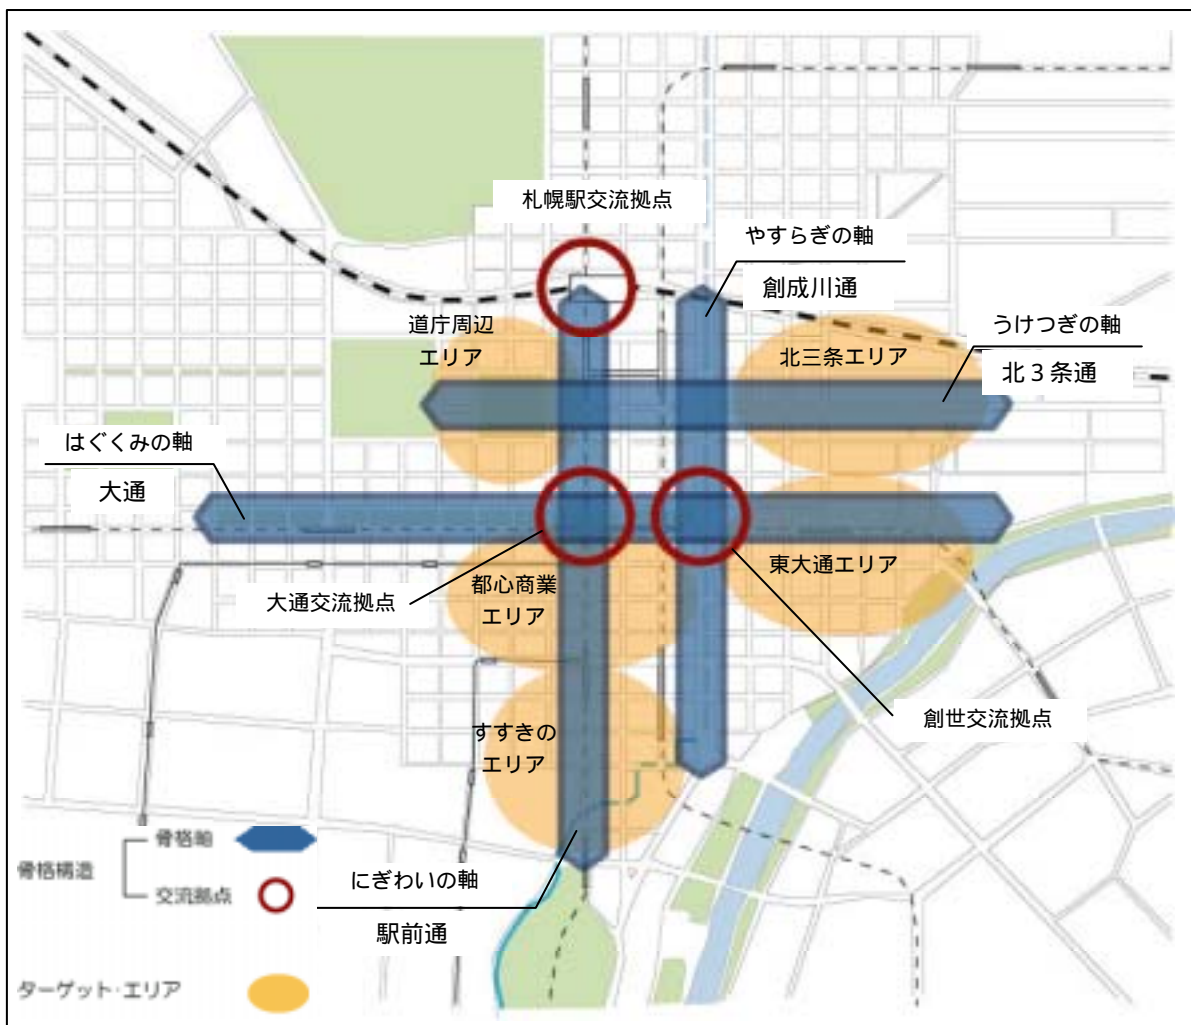 札幌駅交流拠点
やすらぎの軸
創成川通
道庁周辺
エリア
北三条エリア
うけつぎの軸
北３条通
はぐくみの軸
大通
東大通エリア
都心商業
エリア
大通交流拠点
創世交流拠点
すすきの
エリア
骨格軸
骨格構造
交流拠点
にぎわいの軸
駅前通
ターゲット・エリア